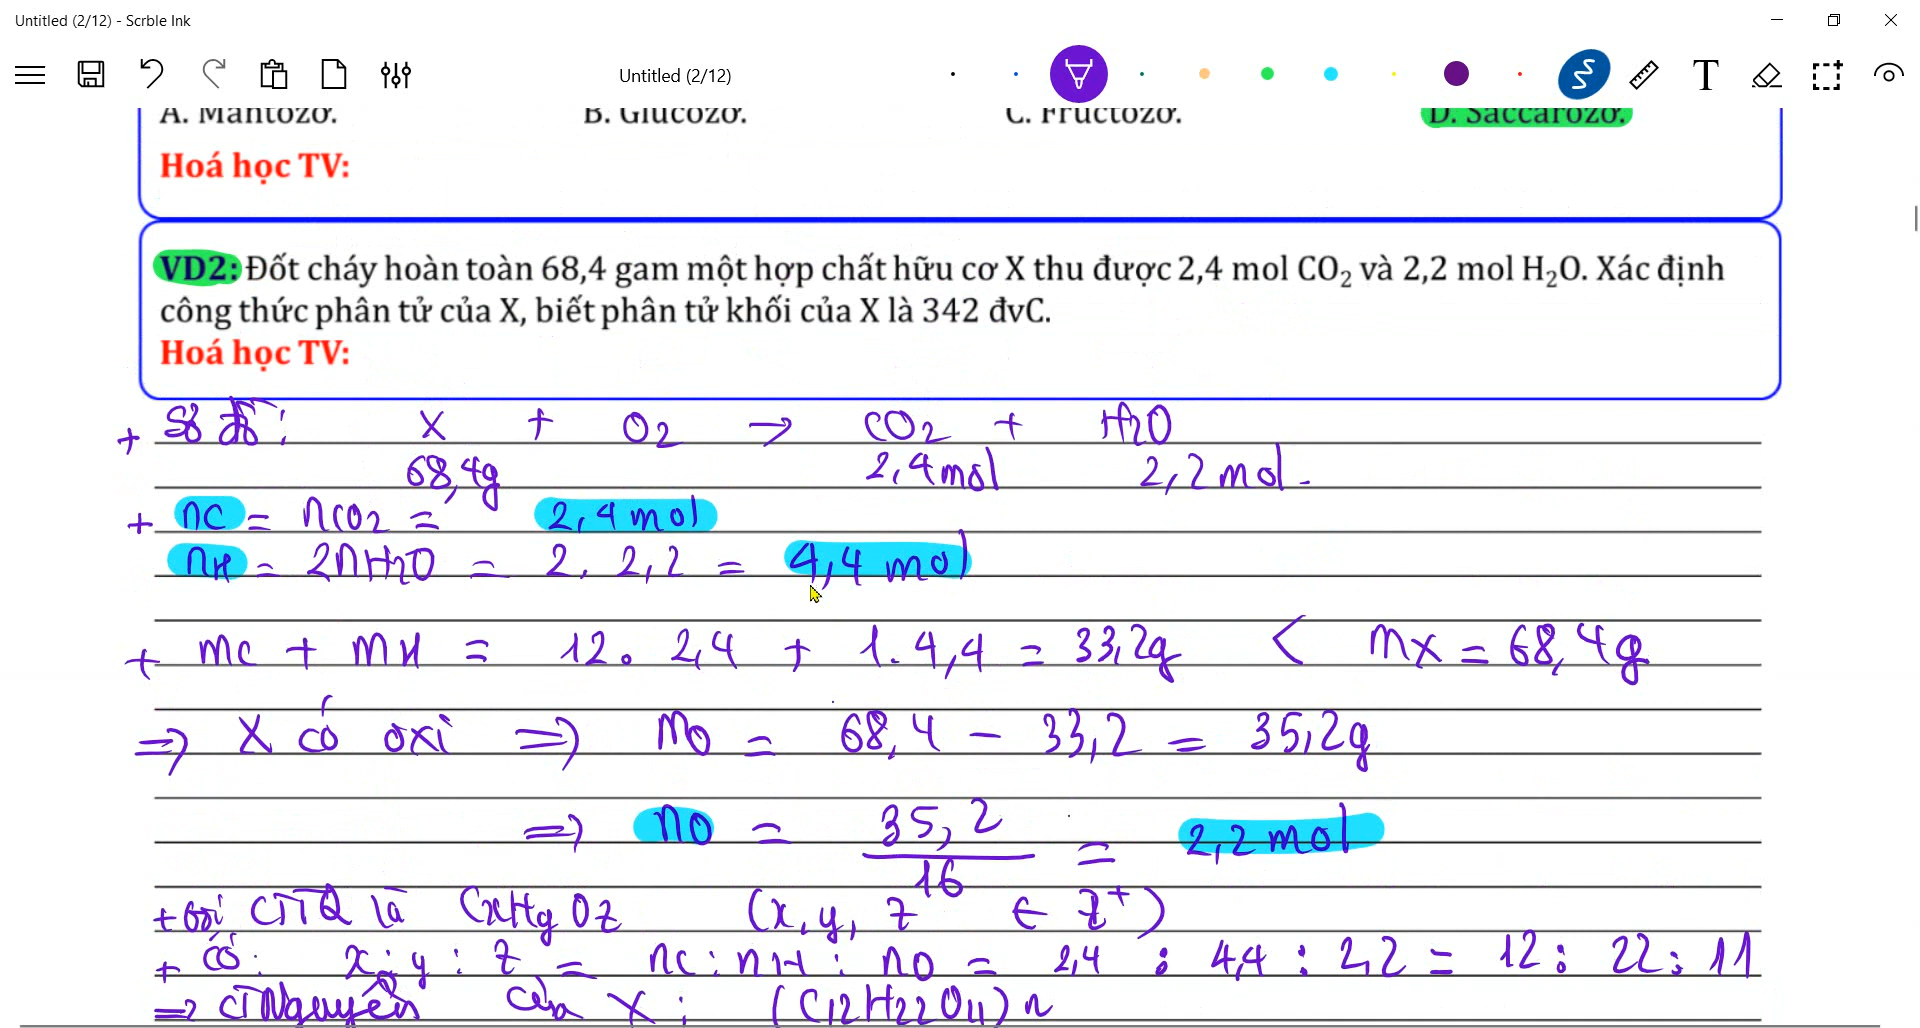 Untitled (2/12) - Scrble Ink
Untitled (2/12)
T
A. Mantozơ. B. Glucozơ. C. Fructozơ. D. Saccarozơ.
Hoá học TV:
VD2: Đốt cháy hoàn toàn 68,4 gam một hợp chất hữu cơ X thu được 2,4 mol CO₂ và 2,2 mol H₂O. Xác định
công thức phân tử của X, biết phân tử khối của X là 342 đvC.
Hoá học TV:
+ Sơ đồ: X + O₂ → CO₂ + H₂O
68,4g 2,4mol 2,2mol.
+ nC = nCO₂ = 2,4 mol
nH = 2nH₂O = 2. 2,2 = 4,4 mol
+ mC + mH = 12. 2,4 + 1. 4,4 = 33,2g < mX = 68,4g
=> X có oxi => mO = 68,4 - 33,2 = 35,2g
=> nO = 35,2 / 16 = 2,2 mol
+ Gọi CTTQ là CxHyOz (x, y, z ∈ Z⁺)
+ Có: x : y : z = nC : nH : nO = 2,4 : 4,4 : 2,2 = 12 : 22 : 11
=> CTNguyên của X : (C₁₂H₂₂O₁₁)n